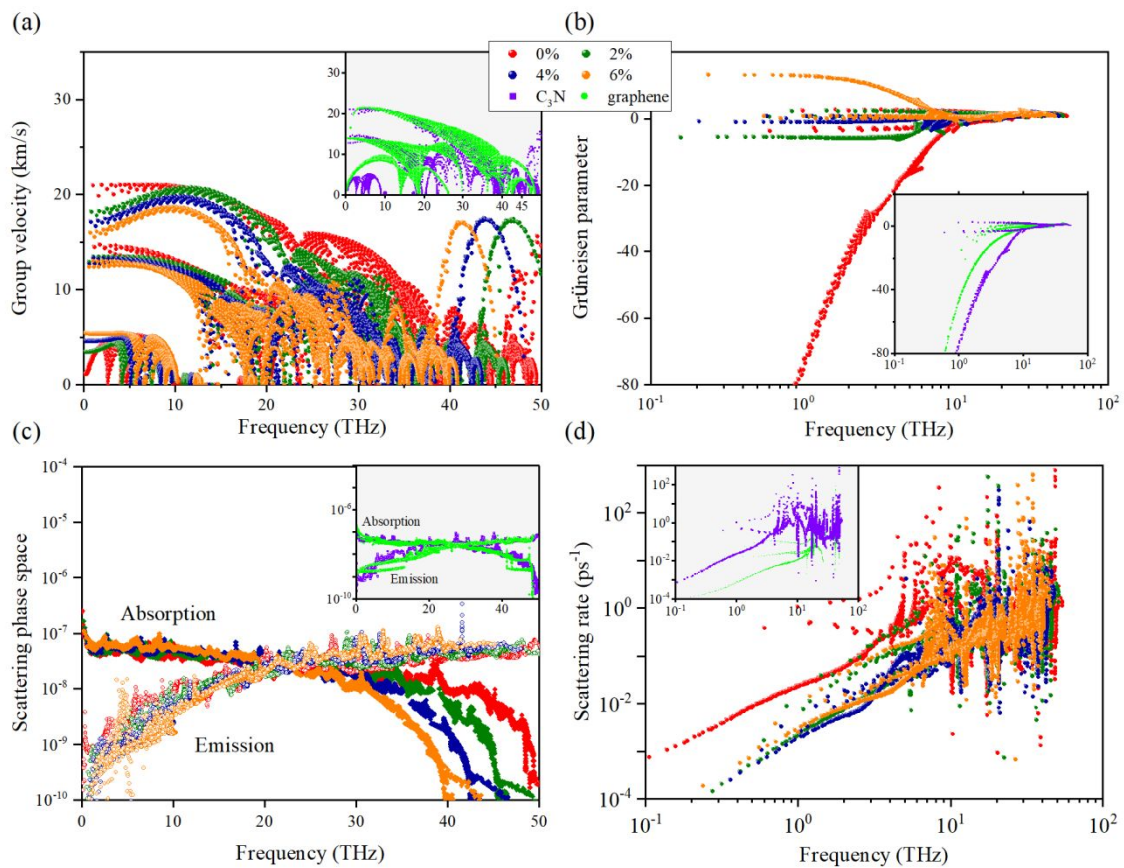 (a)
Group velocity (km/s)
30
20
10
0
0 10 20 30 40 50
Frequency (THz)
30
20
10
0
0 10 20 30 40 45 50
0% 2%
4% 6%
C₃N graphene
(b)
Grüneisen parameter
0
-20
-40
-60
-80
10⁻¹ 10⁰ 10¹ 10²
Frequency (THz)
0
-40
-80
10⁻¹ 10⁰ 10¹ 10²
(c)
Scattering phase space
10⁻⁴
10⁻⁵
10⁻⁶
10⁻⁷
10⁻⁸
10⁻⁹
10⁻¹⁰
Absorption
Emission
0 10 20 30 40 50
Frequency (THz)
10⁻⁶
Absorption
Emission
10⁻¹⁰
0 20 40
(d)
Scattering rate (ps⁻¹)
10²
10⁰
10⁻²
10⁻⁴
10⁻¹ 10⁰ 10¹ 10²
Frequency (THz)
10²
10⁰
10⁻²
10⁻⁴
10⁻¹ 10⁰ 10¹ 10²